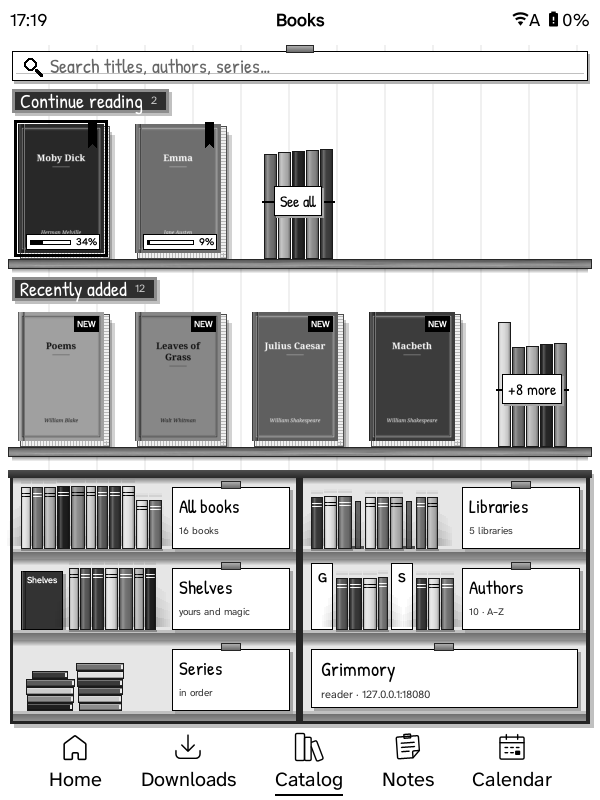 17:19
Books
A
0%
Search titles, authors, series...
Continue reading 2
Moby Dick
Herman Melville
34%
Emma
Jane Austen
9%
See all
Recently added 12
NEW
Poems
William Blake
NEW
Leaves of
Grass
Walt Whitman
NEW
Julius Caesar
William Shakespeare
NEW
Macbeth
William Shakespeare
+8 more
All books
16 books
Libraries
5 libraries
Shelves
Shelves
yours and magic
G
S
Authors
10 · A–Z
Series
in order
Grimmory
reader · 127.0.0.1:18080
Home
Downloads
Catalog
Notes
Calendar